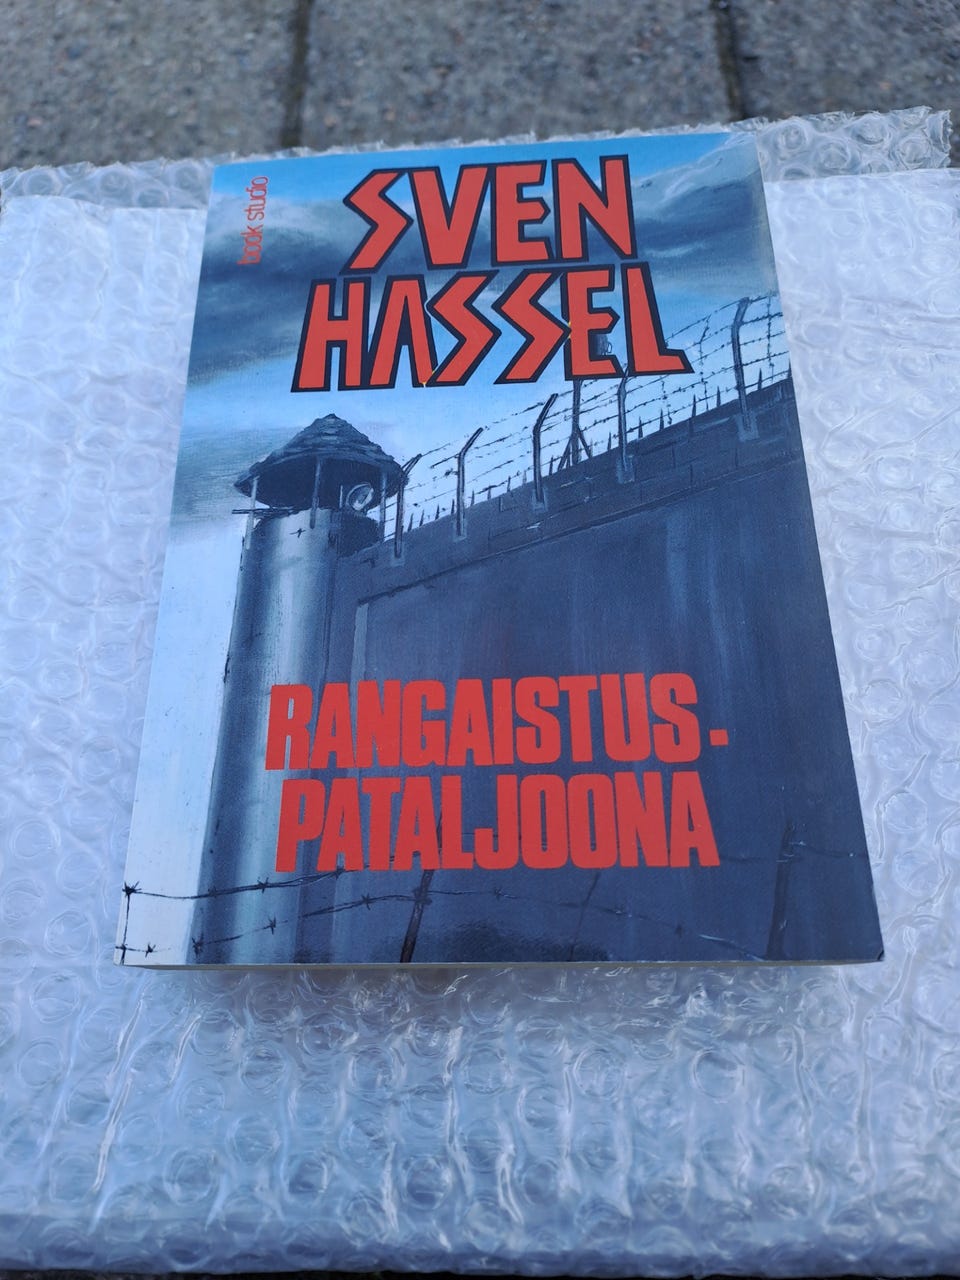 book studio
SVEN
HASSEL
RANGAISTUS-
PATALJOONA